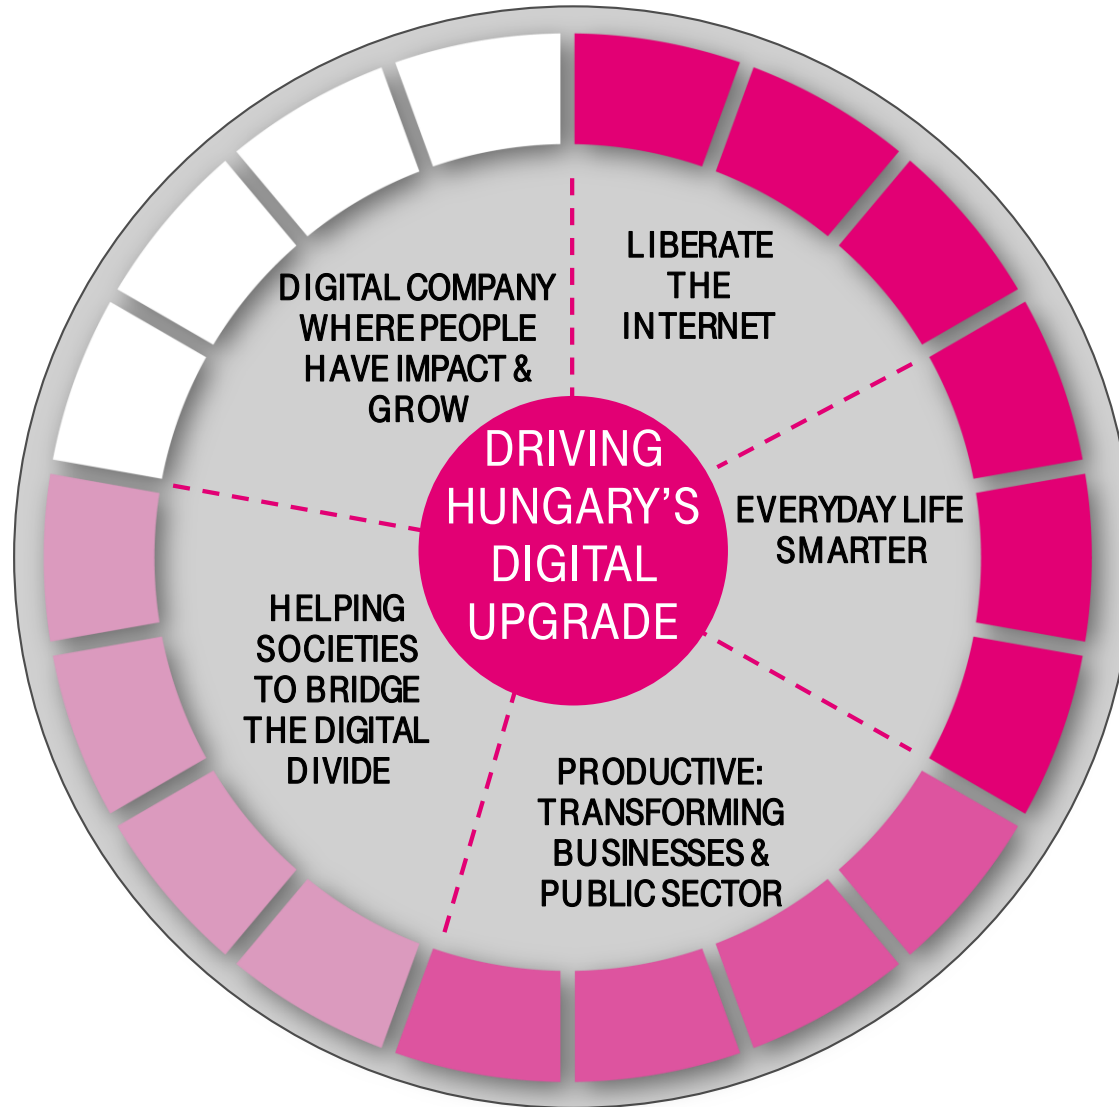 LIBERATE
THE
INTERNET
EVERYDAY LIFE
SMARTER
PRODUCTIVE:
TRANSFORMING
BUSINESSES &
PUBLIC SECTOR
HELPING
SOCIETIES
TO BRIDGE
THE DIGITAL
DIVIDE
DIGITAL COMPANY
WHERE PEOPLE
HAVE IMPACT &
GROW
DRIVING
HUNGARY’S
DIGITAL
UPGRADE